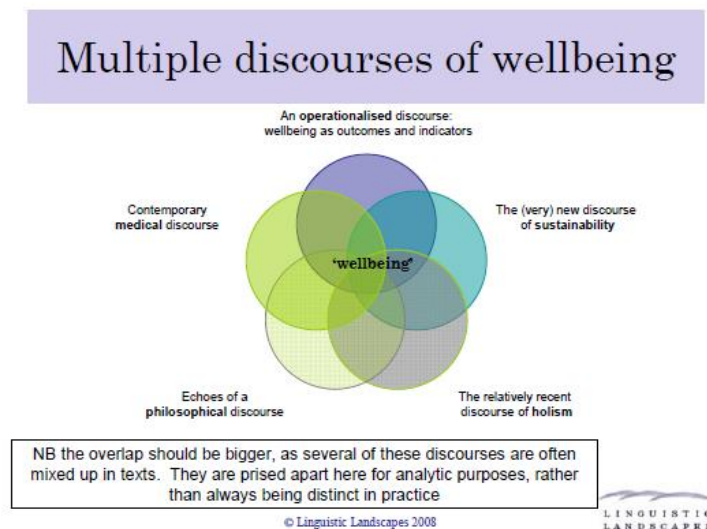 Multiple discourses of wellbeing
An operationalised discourse:
wellbeing as outcomes and indicators
Contemporary
medical discourse
The (very) new discourse
of sustainability
'wellbeing'
Echoes of a
philosophical discourse
The relatively recent
discourse of holism
NB the overlap should be bigger, as several of these discourses are often
mixed up in texts. They are prised apart here for analytic purposes, rather
than always being distinct in practice
© Linguistic Landscapes 2008
LINGUISTIC
LANDSCAPES